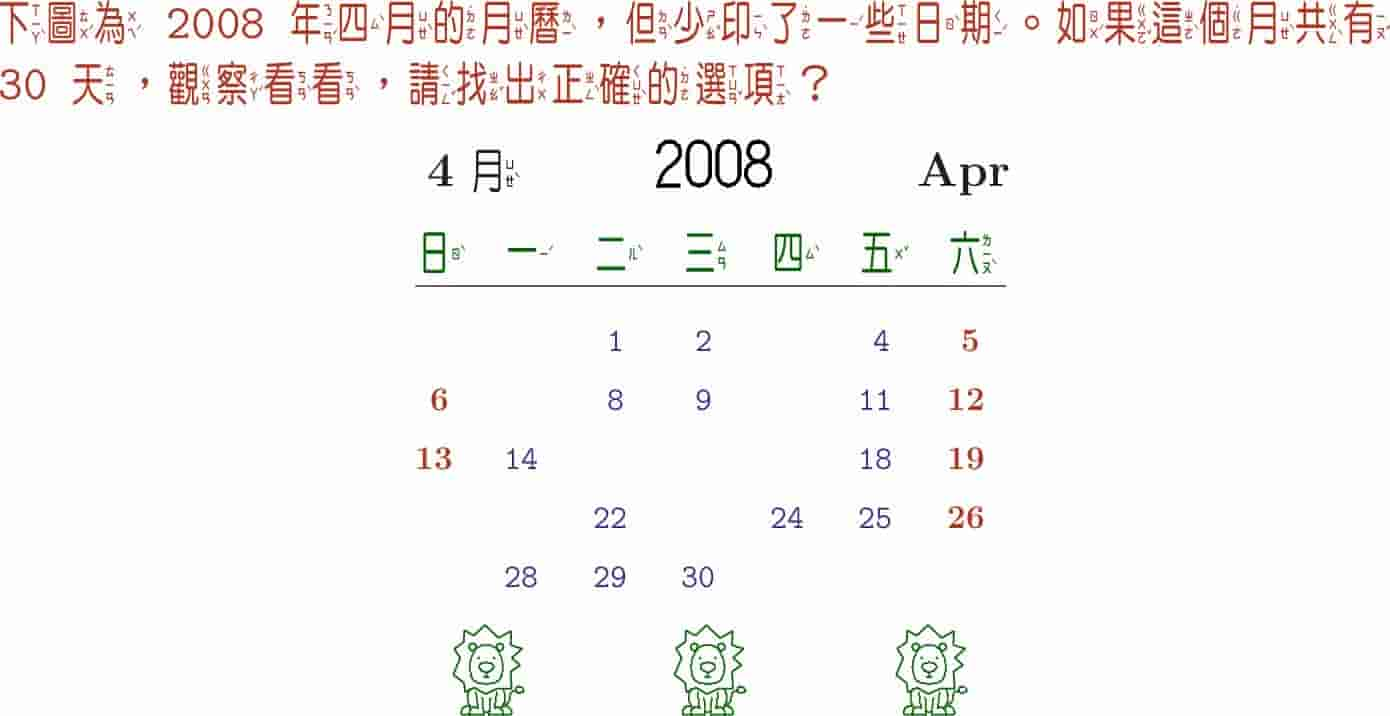 下圖為 2008 年四月的月曆，但少印了一些日期。如果這個月共有
30 天，觀察看看，請找出正確的選項？
4 月 2008 Apr
日 一 二 三 四 五 六
1 2 4 5
6 8 9 11 12
13 14 18 19
22 24 25 26
28 29 30